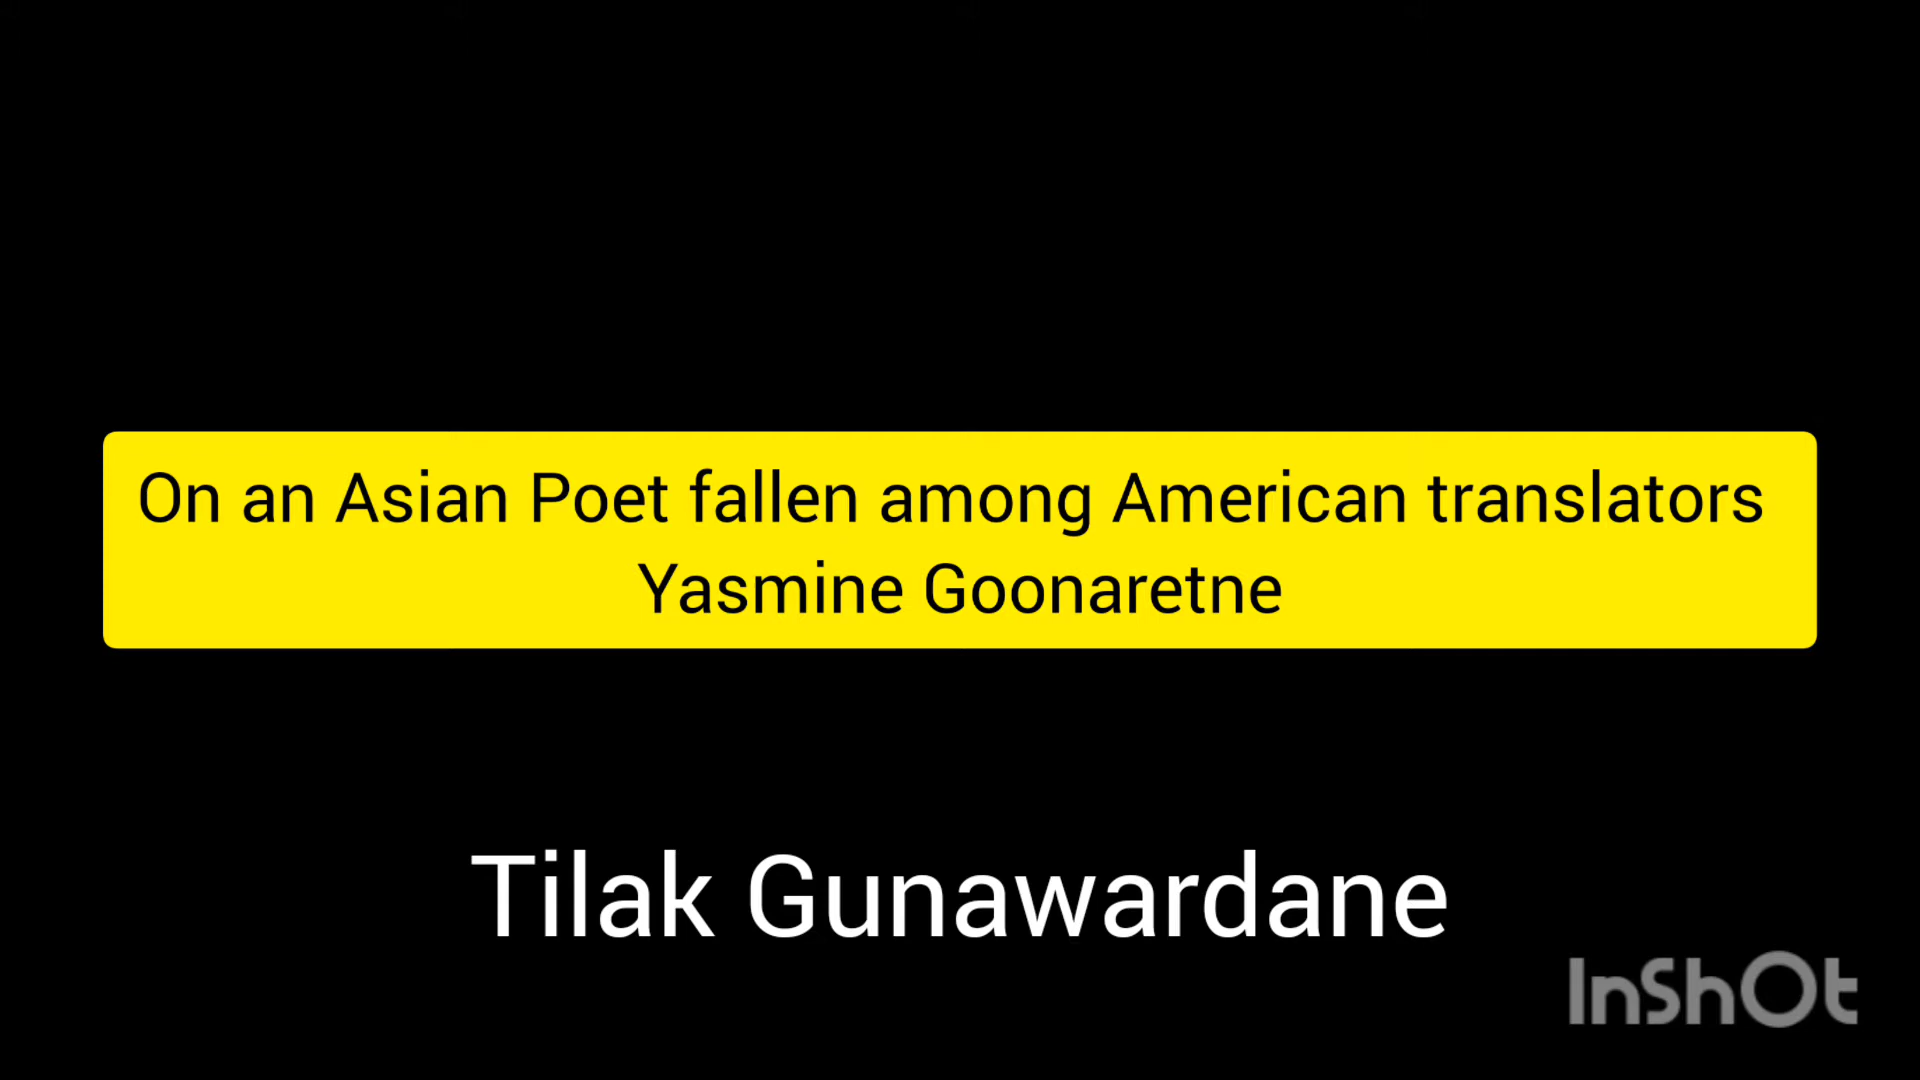 On an Asian Poet fallen among American translators
Yasmine Goonaretne
Tilak Gunawardane
InShOt